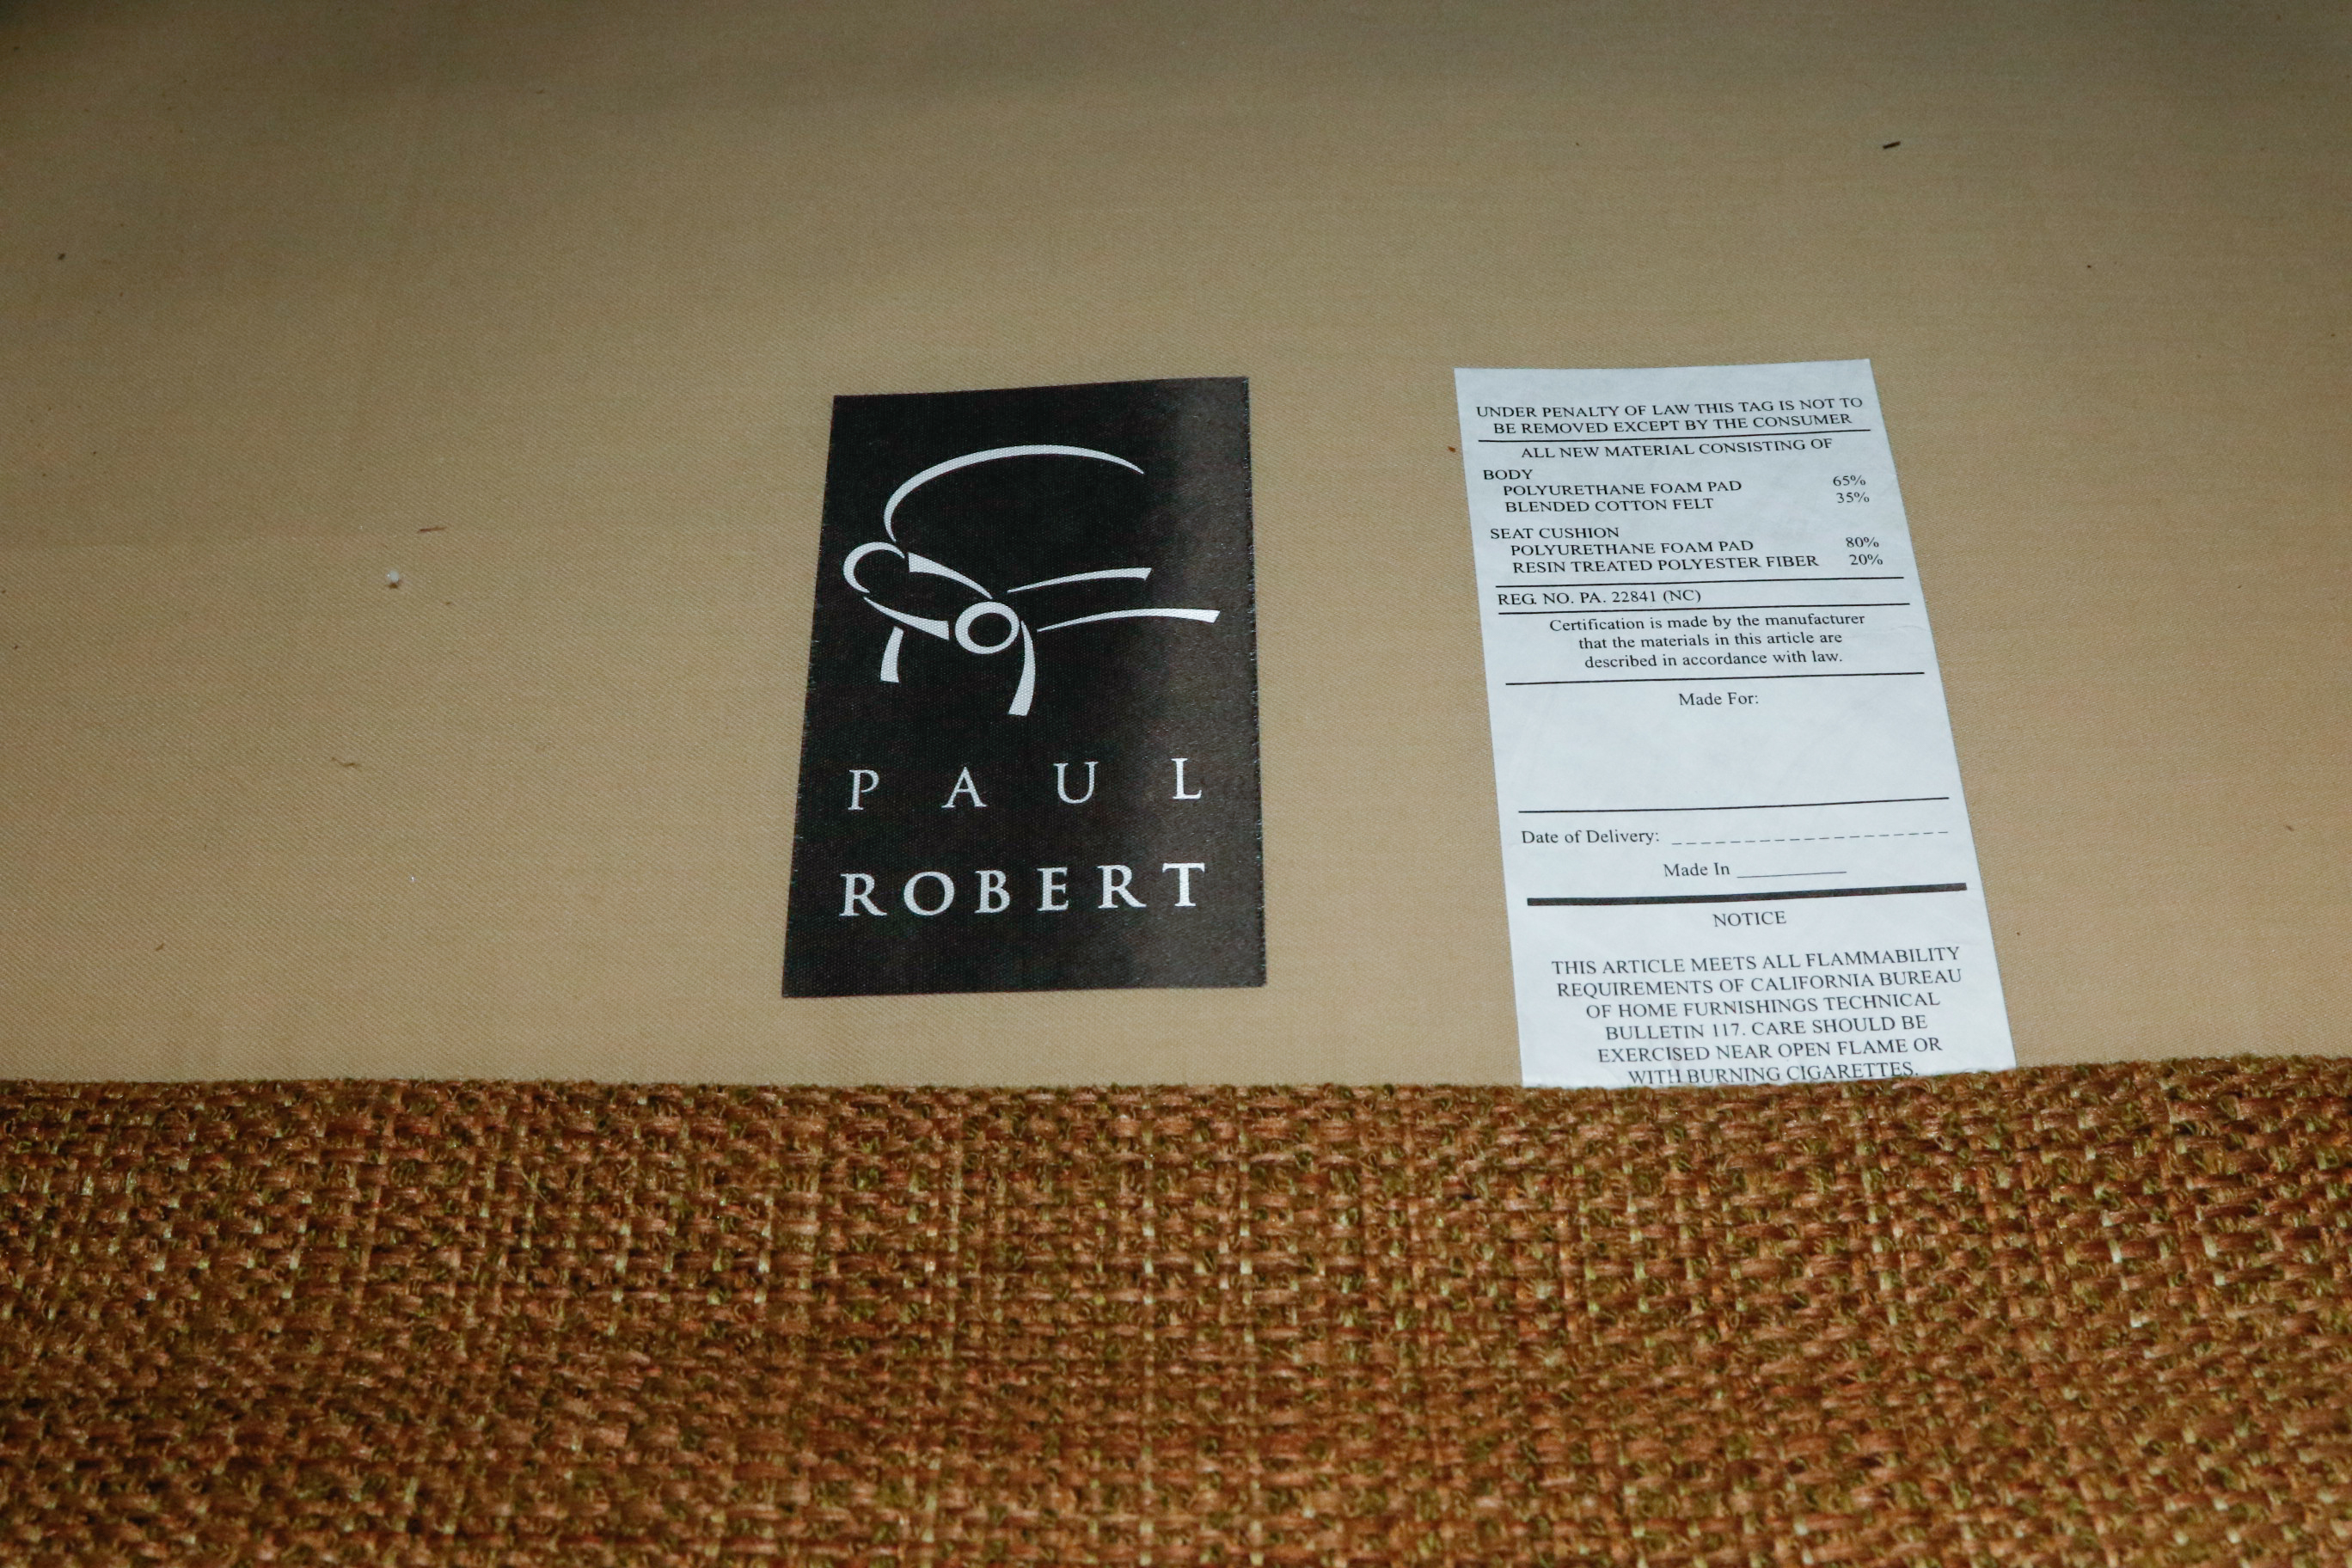 PAUL
ROBERT
UNDER PENALTY OF LAW THIS TAG IS NOT TO
BE REMOVED EXCEPT BY THE CONSUMER
ALL NEW MATERIAL CONSISTING OF
BODY
POLYURETHANE FOAM PAD 65%
BLENDED COTTON FELT 35%
SEAT CUSHION
POLYURETHANE FOAM PAD 80%
RESIN TREATED POLYESTER FIBER 20%
REG. NO. PA. 22841 (NC)
Certification is made by the manufacturer
that the materials in this article are
described in accordance with law.
Made For:
Date of Delivery:
Made In
NOTICE
THIS ARTICLE MEETS ALL FLAMMABILITY
REQUIREMENTS OF CALIFORNIA BUREAU
OF HOME FURNISHINGS TECHNICAL
BULLETIN 117. CARE SHOULD BE
EXERCISED NEAR OPEN FLAME OR
WITH BURNING CIGARETTES.